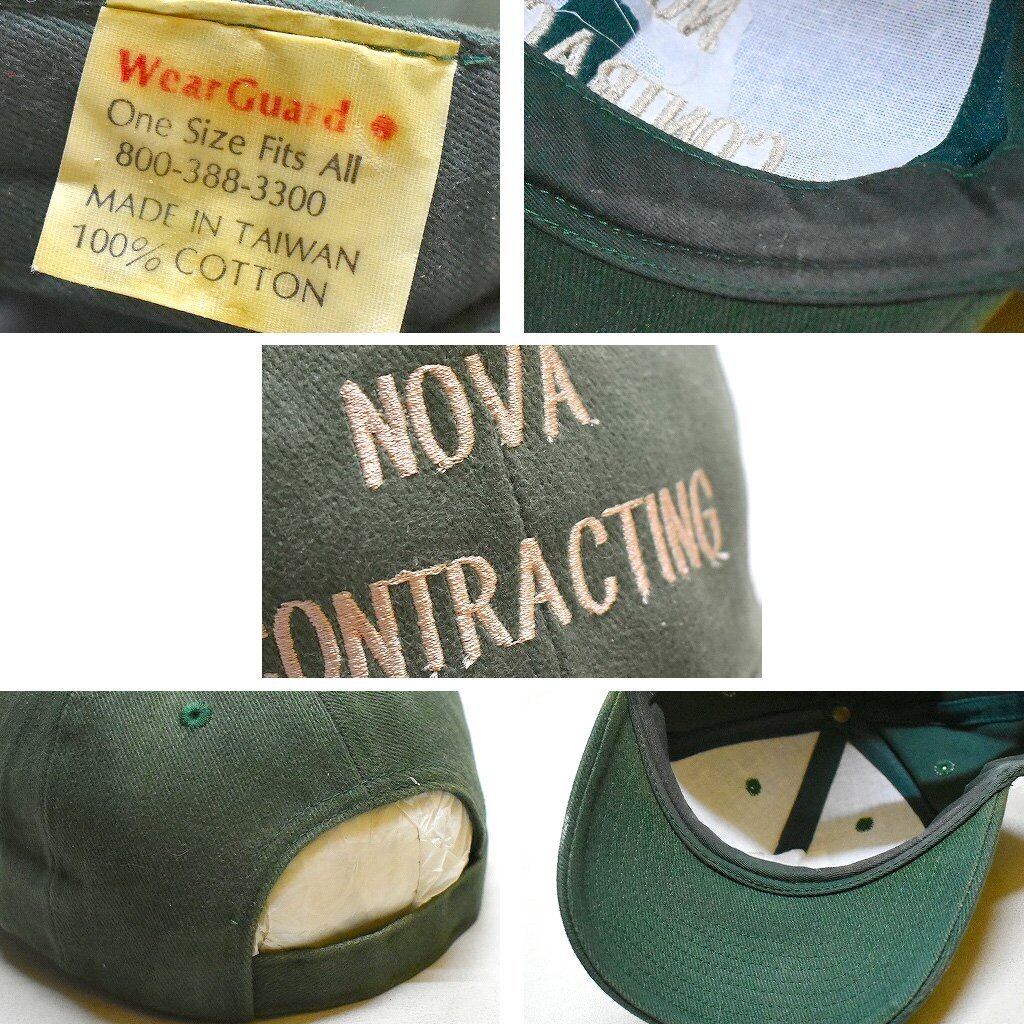 WearGuard
One Size Fits All
800-388-3300
MADE IN TAIWAN
100% COTTON
NOVA
CONTRACTING